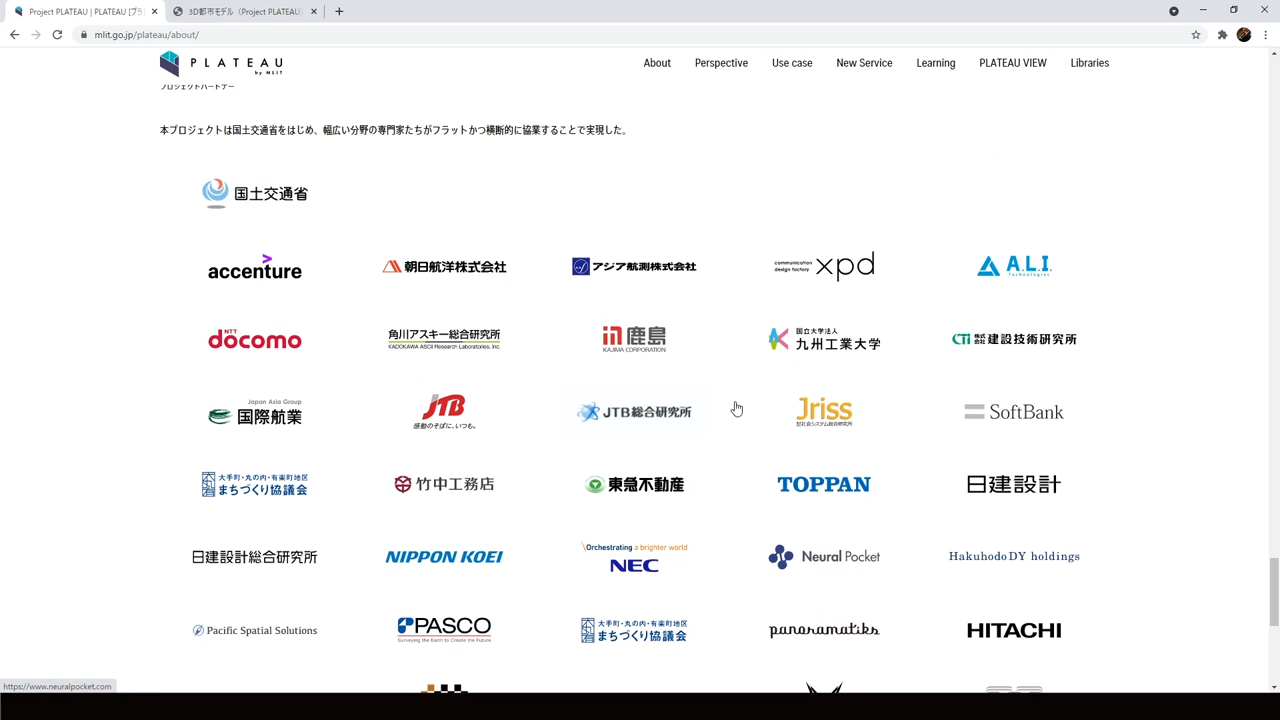 Project PLATEAU | PLATEAU [プラ
3D都市モデル（Project PLATEAU）
mlit.go.jp/plateau/about/
PLATEAU
by MLIT
About
Perspective
Use case
New Service
Learning
PLATEAU VIEW
Libraries
プロジェクトパートナー
本プロジェクトは国土交通省をはじめ、幅広い分野の専門家たちがフラットかつ横断的に協業することで実現した。
国土交通省
accenture
朝日航洋株式会社
アジア航測株式会社
communication
design factory
xpd
A.L.I.
Technologies
NTT
docomo
角川アスキー総合研究所
KADOKAWA ASCII Research Laboratories, Inc.
鹿島
KAJIMA CORPORATION
国立大学法人
九州工業大学
CTI 株式会社 建設技術研究所
Japan Asia Group
国際航業
JTB
感動のそばに、いつも。
JTB総合研究所
Jriss
SoftBank
大手町・丸の内・有楽町地区
まちづくり協議会
竹中工務店
東急不動産
TOPPAN
日建設計
日建設計総合研究所
NIPPON KOEI
\Orchestrating a brighter world
NEC
Neural Pocket
Hakuhodo DY holdings
Pacific Spatial Solutions
PASCO
Surveying the Earth to Create the Future
大手町・丸の内・有楽町地区
まちづくり協議会
panoramatiks
HITACHI
https://www.neuralpocket.com